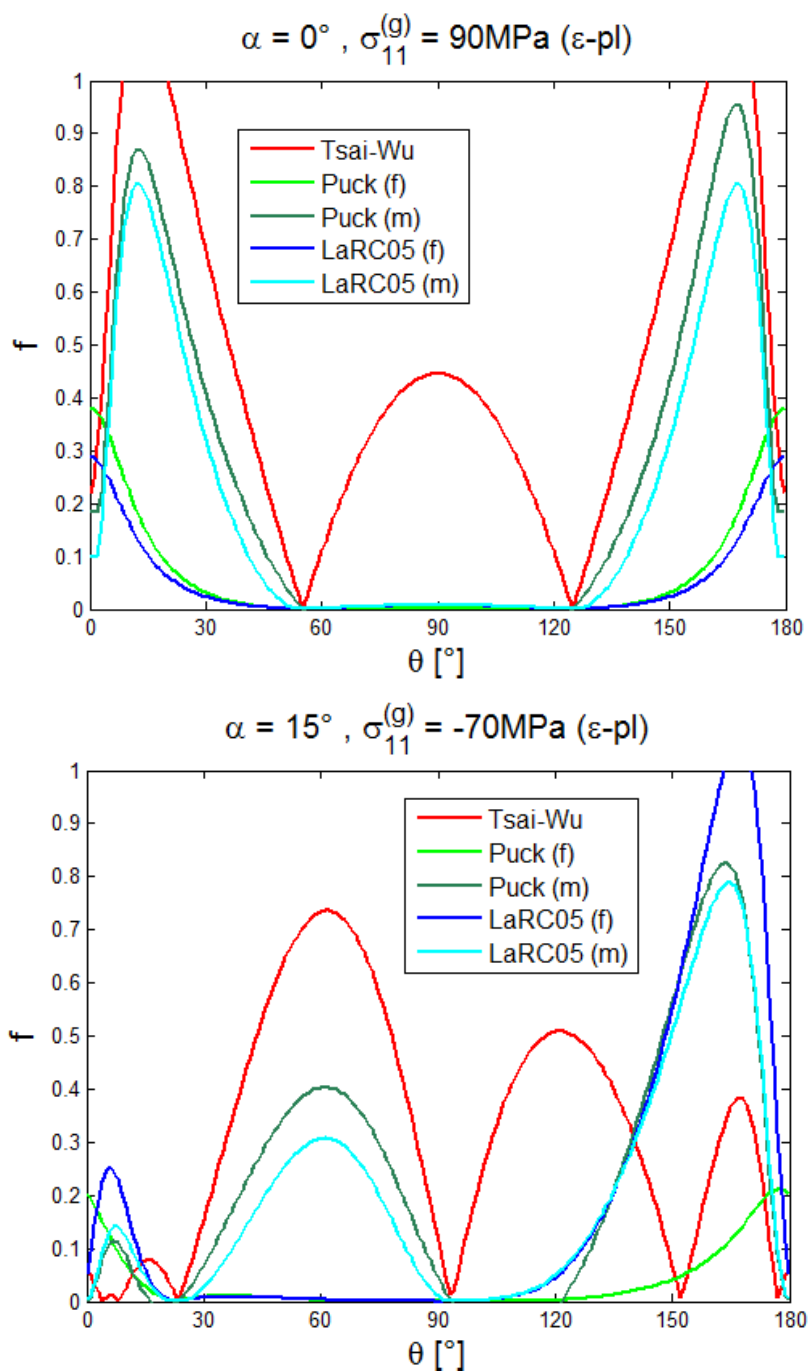 α = 0° , σ11(g) = 90MPa (ε-pl)
1
0.9
0.8
0.7
0.6
0.5
0.4
0.3
0.2
0.1
0
f
Tsai-Wu
Puck (f)
Puck (m)
LaRC05 (f)
LaRC05 (m)
0 30 60 90 120 150 180
θ [°]
α = 15° , σ11(g) = -70MPa (ε-pl)
1
0.9
0.8
0.7
0.6
0.5
0.4
0.3
0.2
0.1
0
f
Tsai-Wu
Puck (f)
Puck (m)
LaRC05 (f)
LaRC05 (m)
0 30 60 90 120 150 180
θ [°]